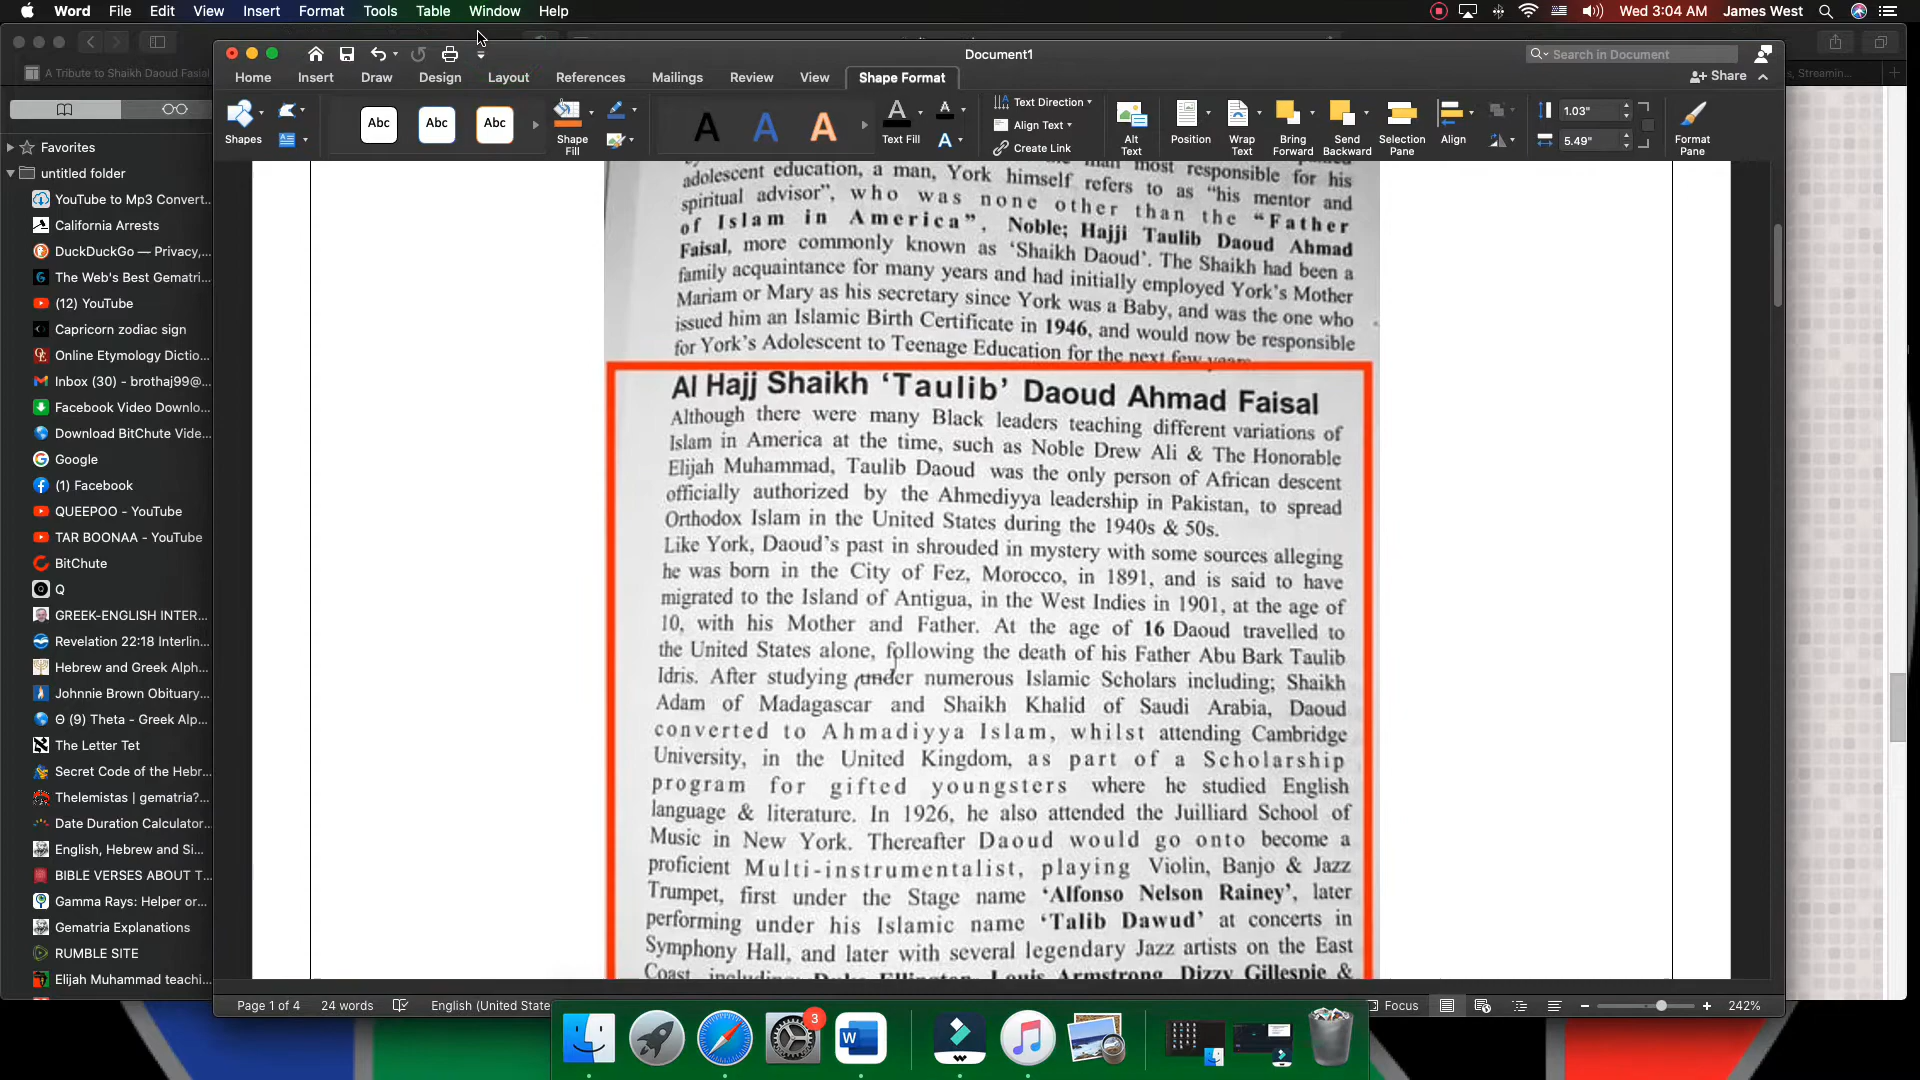 Word File Edit View Insert Format Tools Table Window Help
Wed 3:04 AM James West
A Tribute to Shaikh Daoud Fasial
s, Streamin...
Document1
Search in Document
Home Insert Draw Design Layout References Mailings Review View Shape Format
Share
Shapes
Abc Abc Abc
Shape Fill
A A A
Text Fill
Text Direction
Align Text
Create Link
Alt Text
Position
Wrap Text
Bring Forward
Send Backward
Selection Pane
Align
1.03"
5.49"
Format Pane
Favorites
untitled folder
YouTube to Mp3 Convert...
California Arrests
DuckDuckGo — Privacy,...
The Web's Best Gematri...
(12) YouTube
Capricorn zodiac sign
Online Etymology Dictio...
Inbox (30) - brothaj99@...
Facebook Video Downlo...
Download BitChute Vide...
Google
(1) Facebook
QUEEPOO - YouTube
TAR BOONAA - YouTube
BitChute
Q
GREEK-ENGLISH INTER...
Revelation 22:18 Interlin...
Hebrew and Greek Alph...
Johnnie Brown Obituary...
Θ (9) Theta - Greek Alp...
The Letter Tet
Secret Code of the Hebr...
Thelemistas | gematria?...
Date Duration Calculator...
English, Hebrew and Si...
BIBLE VERSES ABOUT T...
Gamma Rays: Helper or...
Gematria Explanations
RUMBLE SITE
Elijah Muhammad teachi...
man most responsible for his
adolescent education, a man, York himself refers to as "his mentor and
spiritual advisor", who was none other than the "Father
of Islam in America", Noble; Hajji Taulib Daoud Ahmad
Faisal, more commonly known as 'Shaikh Daoud'. The Shaikh had been a
family acquaintance for many years and had initially employed York's Mother
Mariam or Mary as his secretary since York was a Baby, and was the one who
issued him an Islamic Birth Certificate in 1946, and would now be responsible
for York's Adolescent to Teenage Education for the next few years
Al Hajj Shaikh 'Taulib' Daoud Ahmad Faisal
Although there were many Black leaders teaching different variations of
Islam in America at the time, such as Noble Drew Ali & The Honorable
Elijah Muhammad, Taulib Daoud was the only person of African descent
officially authorized by the Ahmediyya leadership in Pakistan, to spread
Orthodox Islam in the United States during the 1940s & 50s.
Like York, Daoud's past in shrouded in mystery with some sources alleging
he was born in the City of Fez, Morocco, in 1891, and is said to have
migrated to the Island of Antigua, in the West Indies in 1901, at the age of
10, with his Mother and Father. At the age of 16 Daoud travelled to
the United States alone, following the death of his Father Abu Bark Taulib
Idris. After studying under numerous Islamic Scholars including; Shaikh
Adam of Madagascar and Shaikh Khalid of Saudi Arabia, Daoud
converted to Ahmadiyya Islam, whilst attending Cambridge
University, in the United Kingdom, as part of a Scholarship
program for gifted youngsters where he studied English
language & literature. In 1926, he also attended the Juilliard School of
Music in New York. Thereafter Daoud would go onto become a
proficient Multi-instrumentalist, playing Violin, Banjo & Jazz
Trumpet, first under the Stage name 'Alfonso Nelson Rainey', later
performing under his Islamic name 'Talib Dawud' at concerts in
Symphony Hall, and later with several legendary Jazz artists on the East
Coast, including; Duke Ellington, Louis Armstrong, Dizzy Gillespie &
Page 1 of 4 24 words English (United State Focus 242%
3